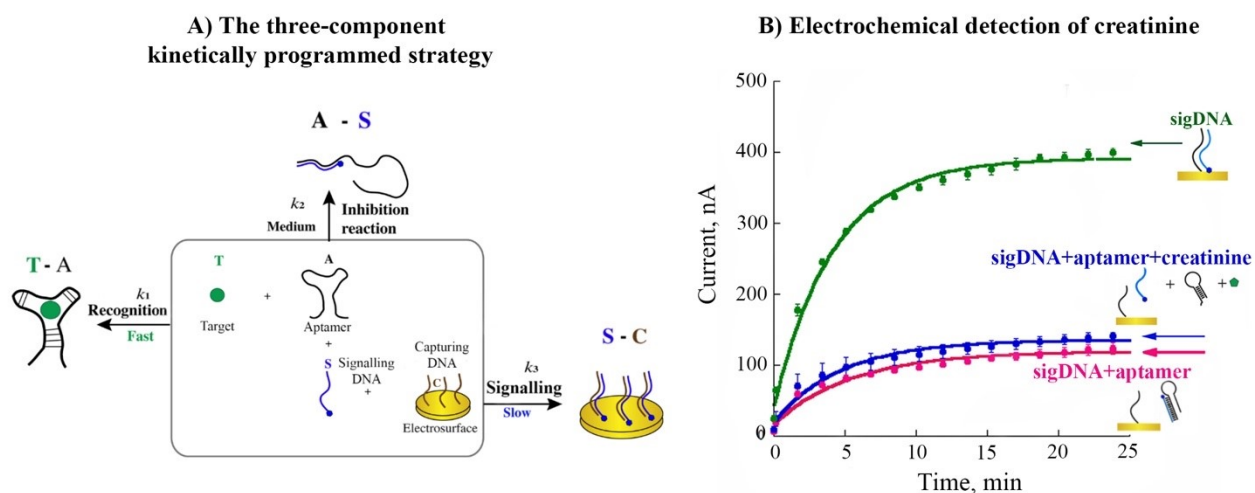 A) The three-component
kinetically programmed strategy
A - S
k2
Medium
Inhibition
reaction
T - A
k1
Recognition
Fast
T
+
Target
A
Aptamer
+
S
Signalling
DNA
+
Capturing
DNA
C
Electrosurface
k3
Signalling
Slow
S - C
B) Electrochemical detection of creatinine
500
400
300
200
100
0
Current, nA
0
5
10
15
20
25
Time, min
sigDNA
sigDNA+aptamer+creatinine
+ +
sigDNA+aptamer